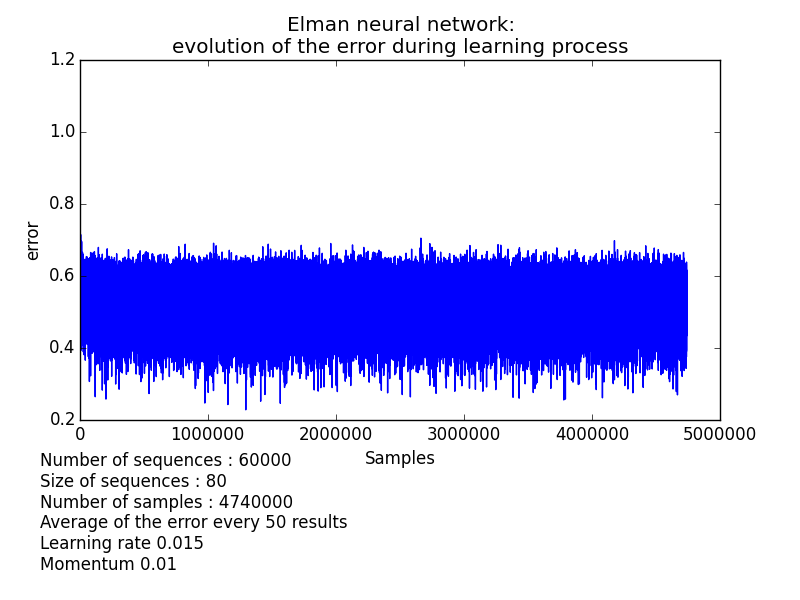 Elman neural network:
evolution of the error during learning process
1.2
1.0
0.8
0.6
0.4
0.2
error
0 1000000 2000000 3000000 4000000 5000000
Samples
Number of sequences : 60000
Size of sequences : 80
Number of samples : 4740000
Average of the error every 50 results
Learning rate 0.015
Momentum 0.01